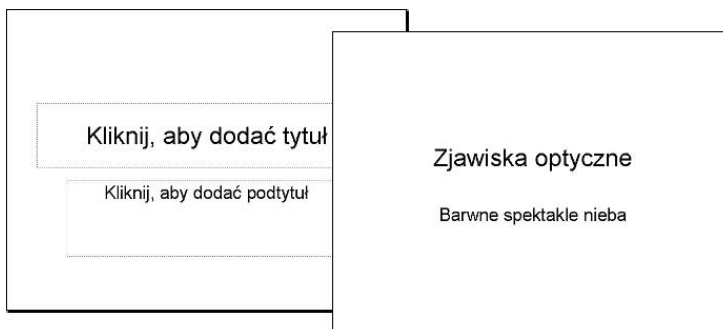 Kliknij, aby dodać tytuł
Kliknij, aby dodać podtytuł
Zjawiska optyczne
Barwne spektakle nieba